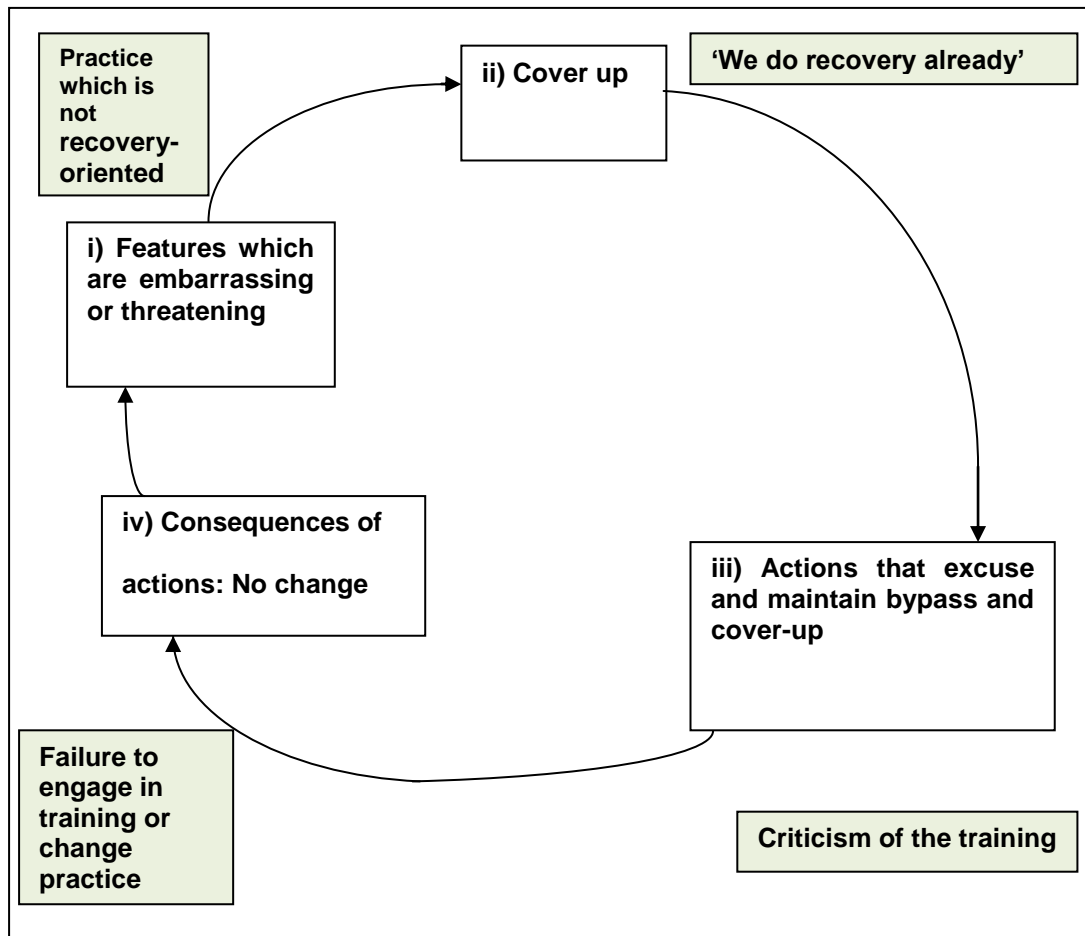 Practice
which is
not
recovery-
oriented
ii) Cover up
‘We do recovery already’
i) Features which
are embarrassing
or threatening
iv) Consequences of
actions: No change
iii) Actions that excuse
and maintain bypass and
cover-up
Failure to
engage in
training or
change
practice
Criticism of the training